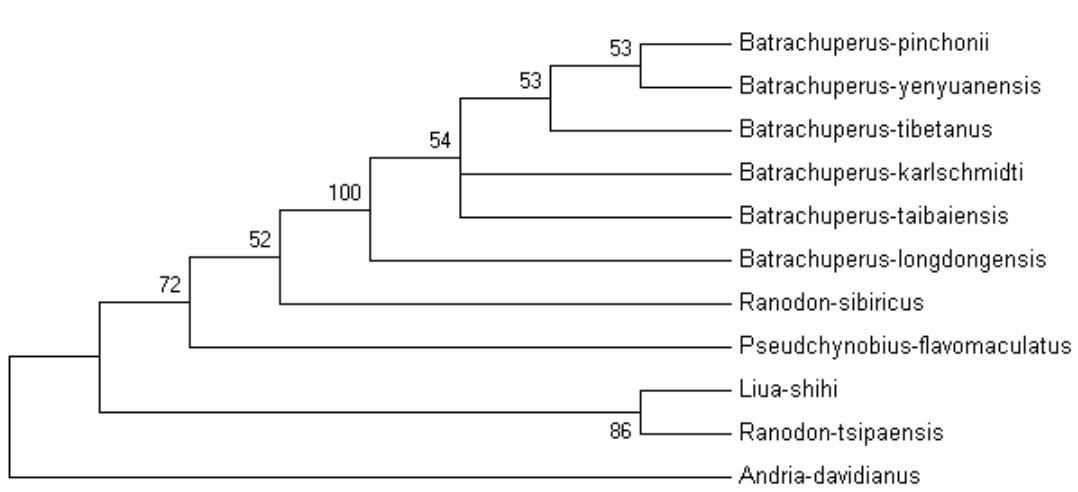 Batrachuperus-pinchonii
53
Batrachuperus-yenyuanensis
53
Batrachuperus-tibetanus
54
Batrachuperus-karlschmidti
100
Batrachuperus-taibaiensis
52
Batrachuperus-longdongensis
72
Ranodon-sibiricus
Pseudchynobius-flavomaculatus
Liua-shihi
86
Ranodon-tsipaensis
Andria-davidianus